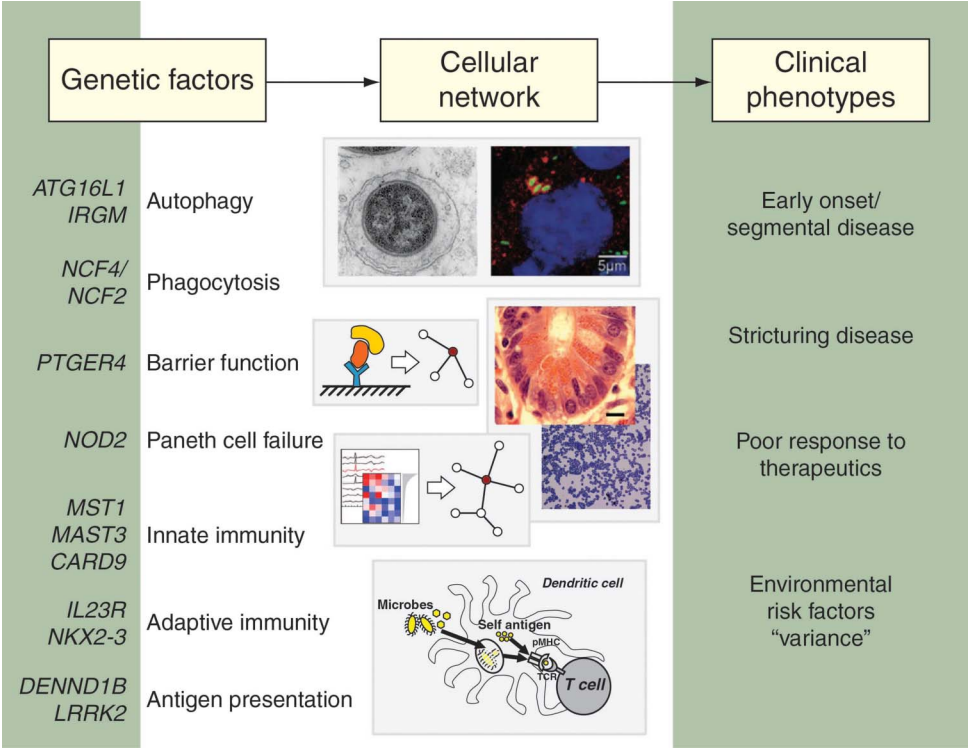 Genetic factors
Cellular
network
Clinical
phenotypes
ATG16L1
IRGM
Autophagy
5μm
Early onset/
segmental disease
NCF4/
NCF2
Phagocytosis
Stricturing disease
PTGER4
Barrier function
NOD2
Paneth cell failure
Poor response to
therapeutics
MST1
MAST3
CARD9
Innate immunity
IL23R
NKX2-3
Adaptive immunity
Dendritic cell
Microbes
Self antigen
pMHC
TCR
T cell
Environmental
risk factors
“variance”
DENND1B
LRRK2
Antigen presentation